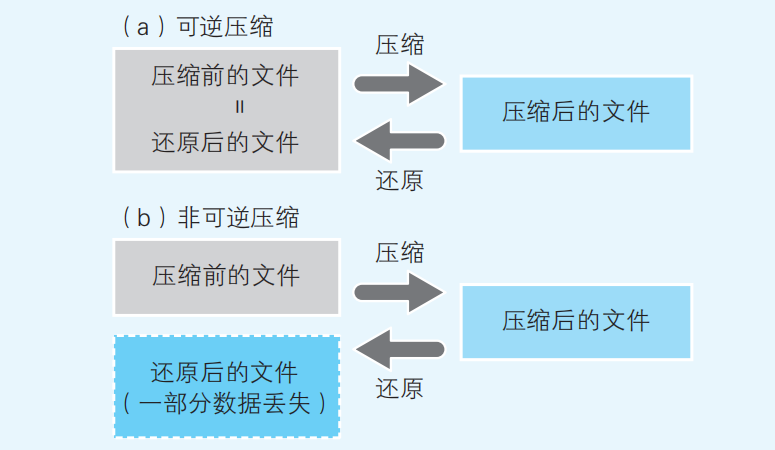 （a）可逆压缩
压缩前的文件
=
还原后的文件
压缩
压缩后的文件
还原
（b）非可逆压缩
压缩前的文件
压缩
压缩后的文件
还原后的文件
（一部分数据丢失）
还原